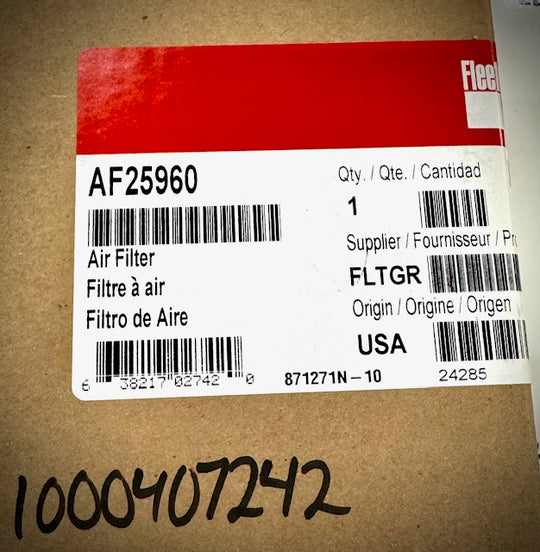 Flee
AF25960
Qty. / Qte. / Cantidad
1
Air Filter
Supplier / Fournisseur / Pr
Filtre à air
FLTGR
Filtro de Aire
Origin / Origine / Origen
USA
6 38217 02742 0
871271N-10
24285
1000407242